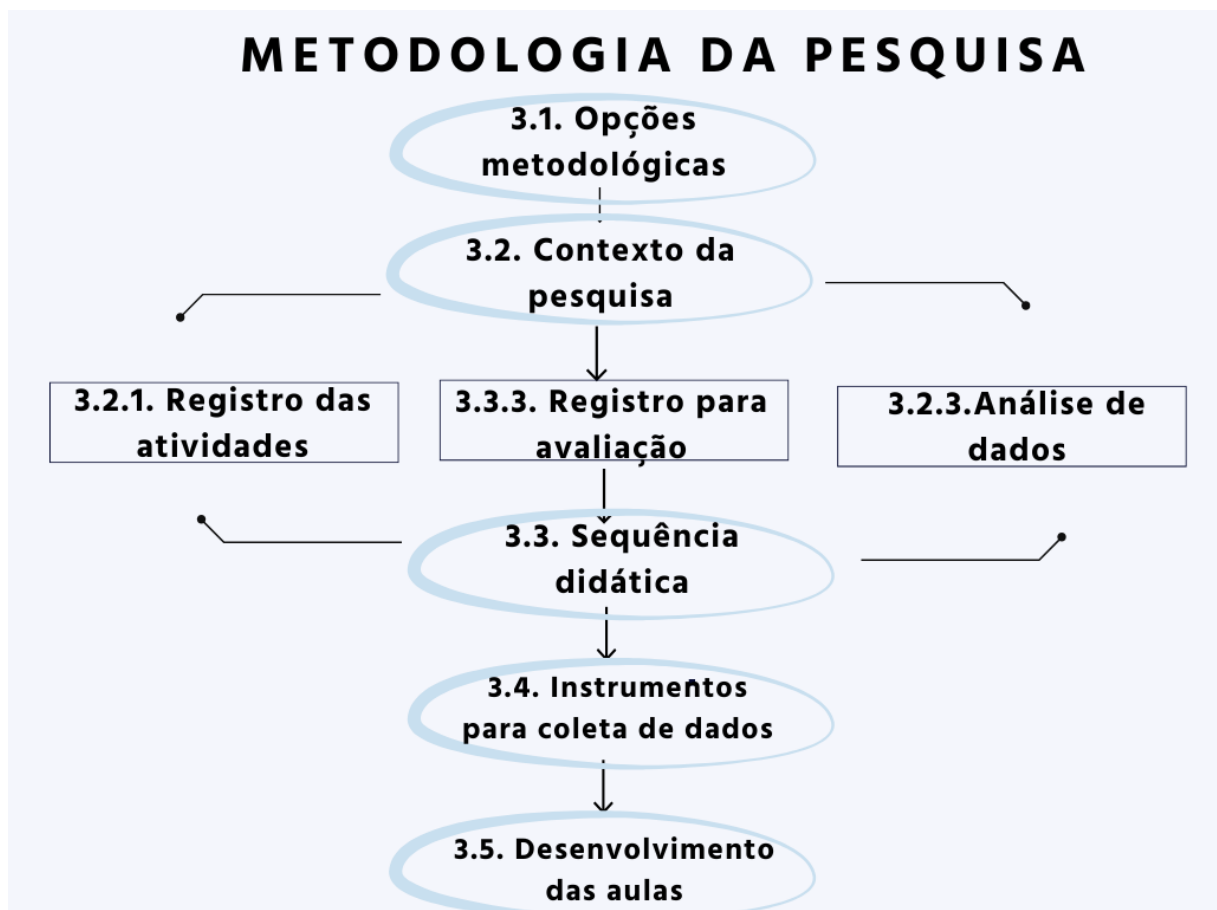 METODOLOGIA DA PESQUISA
3.1. Opções
metodológicas
3.2. Contexto da
pesquisa
3.2.1. Registro das
atividades
3.3.3. Registro para
avaliação
3.2.3.Análise de
dados
3.3. Sequência
didática
3.4. Instrumentos
para coleta de dados
3.5. Desenvolvimento
das aulas